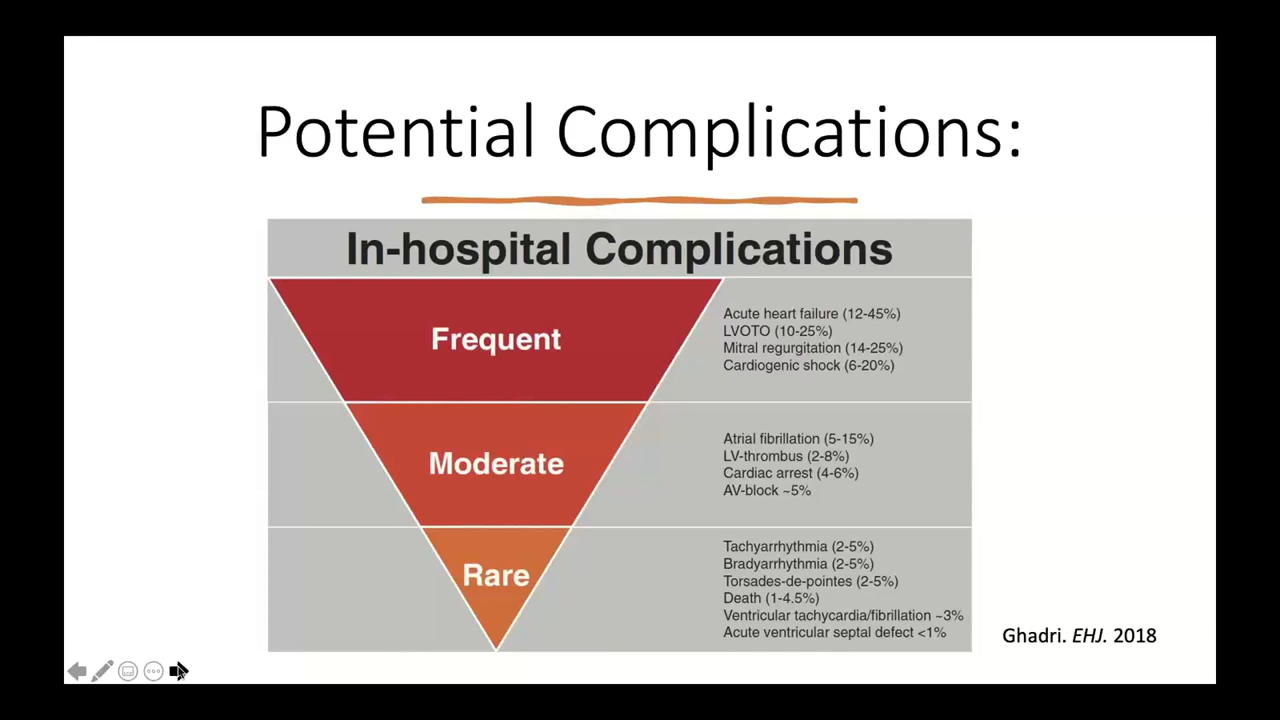 Potential Complications:
In-hospital Complications
Frequent
Acute heart failure (12-45%)
LVOTO (10-25%)
Mitral regurgitation (14-25%)
Cardiogenic shock (6-20%)
Moderate
Atrial fibrillation (5-15%)
LV-thrombus (2-8%)
Cardiac arrest (4-6%)
AV-block ~5%
Rare
Tachyarrhythmia (2-5%)
Bradyarrhythmia (2-5%)
Torsades-de-pointes (2-5%)
Death (1-4.5%)
Ventricular tachycardia/fibrillation ~3%
Acute ventricular septal defect <1%
Ghadri. EHJ. 2018